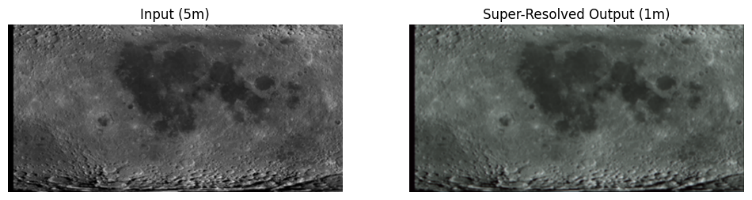 Input (5m)
Super-Resolved Output (1m)